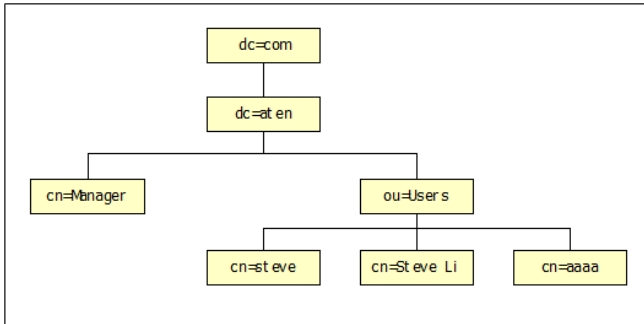 dc=com
dc=aten
cn=Manager
ou=Users
cn=steve
cn=Steve Li
cn=aaaa